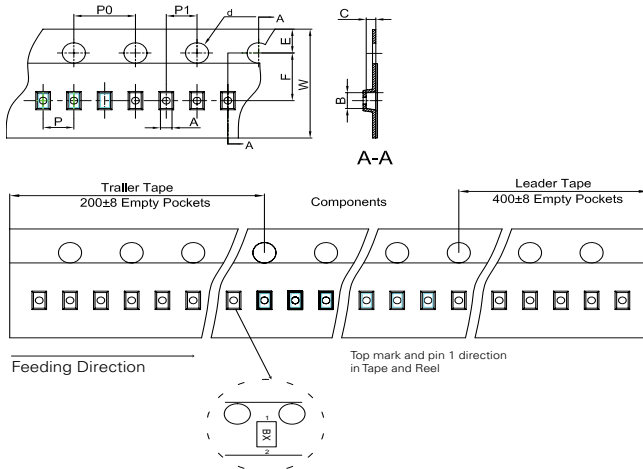 P0
P1
d
A
E
F
W
P
A
A
C
B
A-A
Traller Tape
200±8 Empty Pockets
Components
Leader Tape
400±8 Empty Pockets
Feeding Direction
Top mark and pin 1 direction
in Tape and Reel
1
BX
2